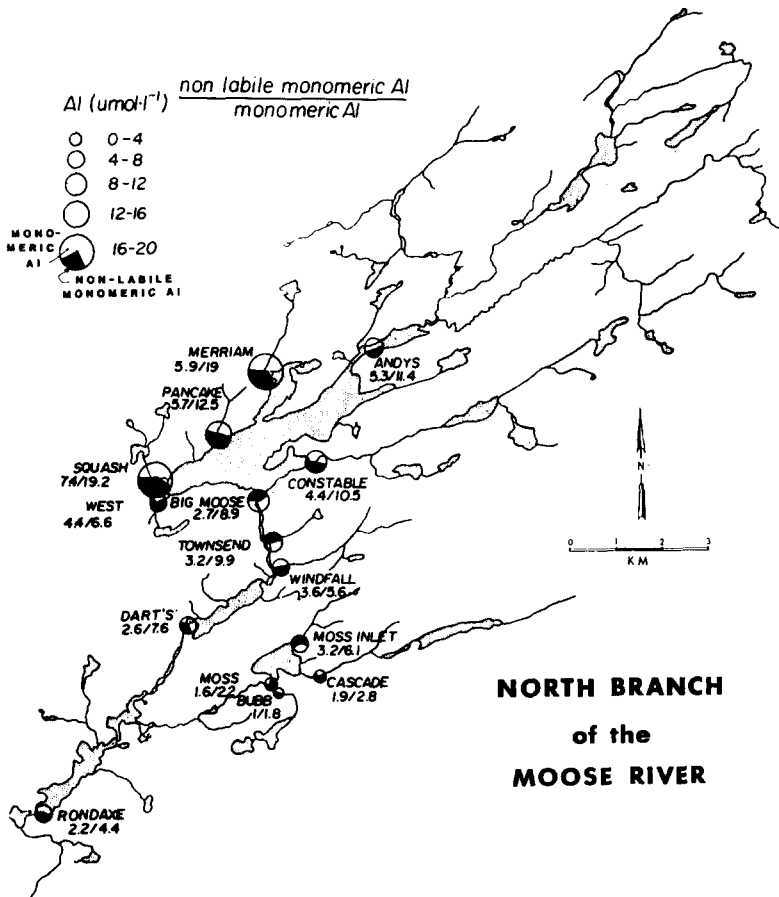 Al (umol·l⁻¹)
non labile monomeric Al
monomeric Al
0-4
4-8
8-12
12-16
16-20
MONO-
MERIC
Al
NON-LABILE
MONOMERIC Al
MERRIAM
5.9/19
PANCAKE
5.7/12.5
ANDYS
5.3/11.4
SQUASH
7.4/19.2
WEST
4.4/6.6
BIG MOOSE
2.7/8.9
CONSTABLE
4.4/10.5
TOWNSEND
3.2/9.9
WINDFALL
3.6/5.6
DART'S
2.6/7.6
MOSS INLET
3.2/6.1
MOSS
1.6/2.2
BUBB
1/1.8
CASCADE
1.9/2.8
RONDAXE
2.2/4.4
N
0 1 2 3
KM
NORTH BRANCH
of the
MOOSE RIVER